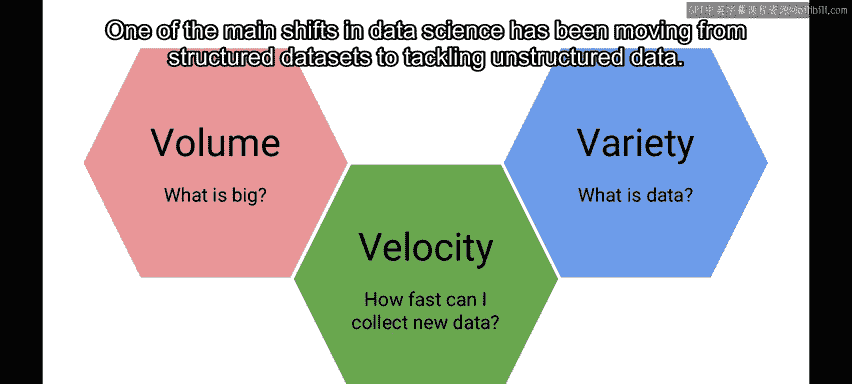 One of the main shifts in data science has been moving from
structured datasets to tackling unstructured data.
Volume
What is big?
Variety
What is data?
Velocity
How fast can I
collect new data?